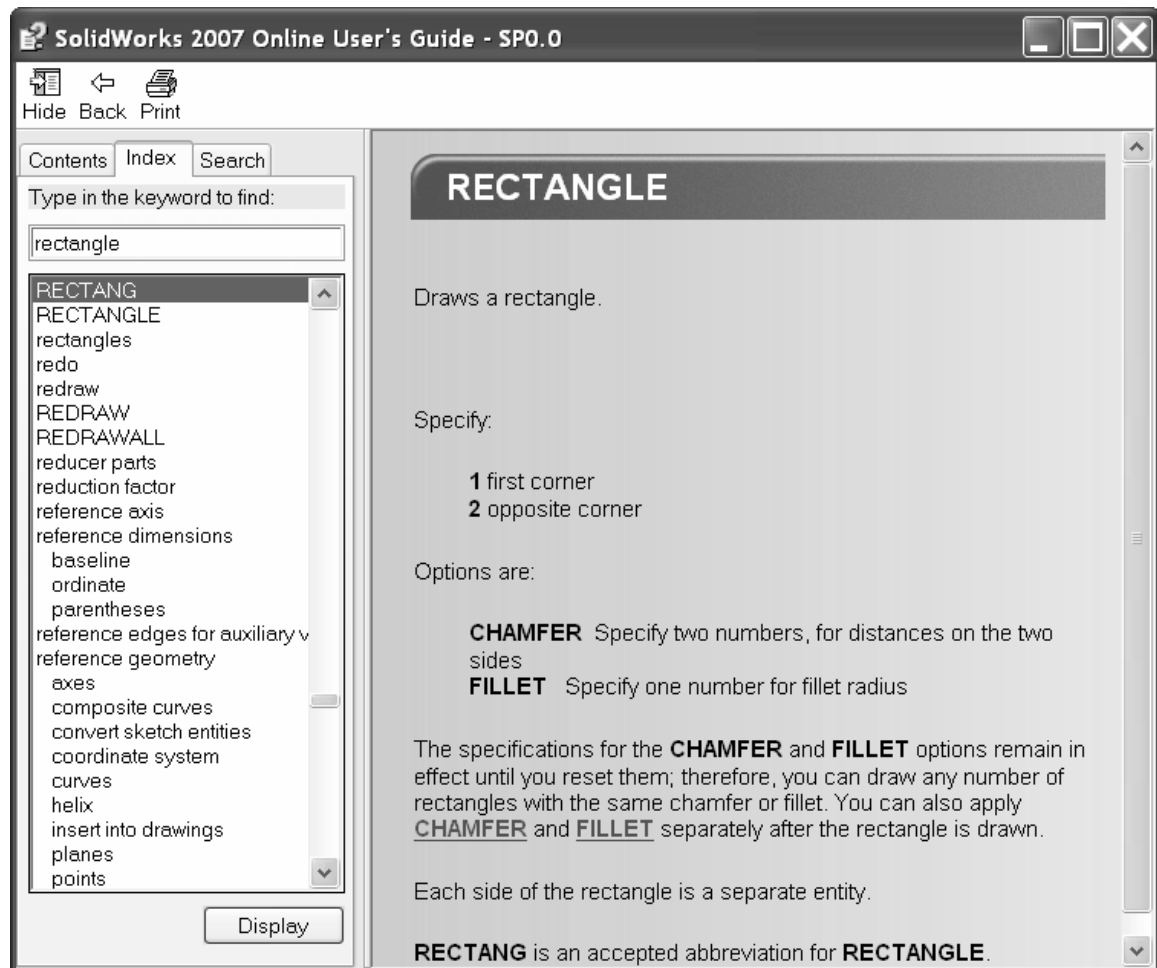 SolidWorks 2007 Online User's Guide - SP0.0
Hide Back Print
Contents Index Search
Type in the keyword to find:
rectangle
RECTANG
RECTANGLE
rectangles
redo
redraw
REDRAW
REDRAWALL
reducer parts
reduction factor
reference axis
reference dimensions
baseline
ordinate
parentheses
reference edges for auxiliary v
reference geometry
axes
composite curves
convert sketch entities
coordinate system
curves
helix
insert into drawings
planes
points
Display
RECTANGLE
Draws a rectangle.
Specify:
1 first corner
2 opposite corner
Options are:
CHAMFER Specify two numbers, for distances on the two
sides
FILLET Specify one number for fillet radius
The specifications for the CHAMFER and FILLET options remain in
effect until you reset them; therefore, you can draw any number of
rectangles with the same chamfer or fillet. You can also apply
CHAMFER and FILLET separately after the rectangle is drawn.
Each side of the rectangle is a separate entity.
RECTANG is an accepted abbreviation for RECTANGLE.